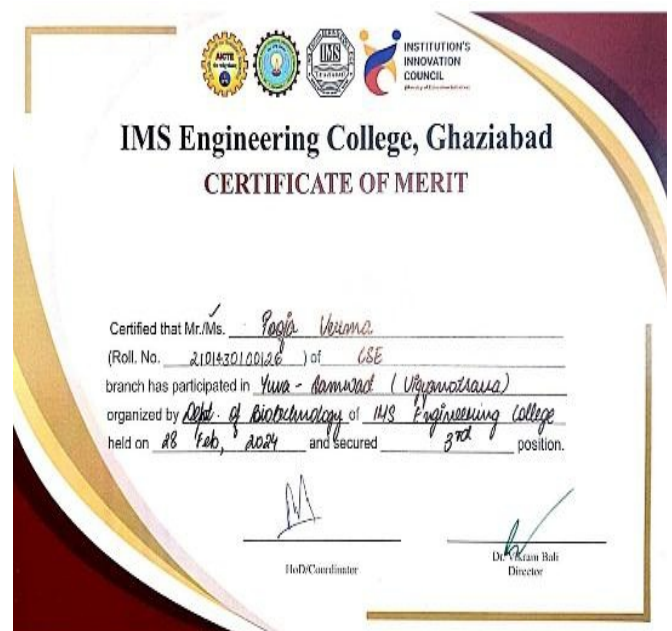 AICTE
IMS
INSTITUTION'S
INNOVATION
COUNCIL
IMS Engineering College, Ghaziabad
CERTIFICATE OF MERIT
Certified that Mr./Ms. Pooja Verma
(Roll. No. 2101430100126 ) of CSE
branch has participated in Yuva - Samwad ( Vigyanotsava)
organized by Deptt. of Biotechnology of IMS Engineering College
held on 28 Feb, 2024 and secured 3rd position.
HoD/Coordinator
Dr. Vikram Bali
Director